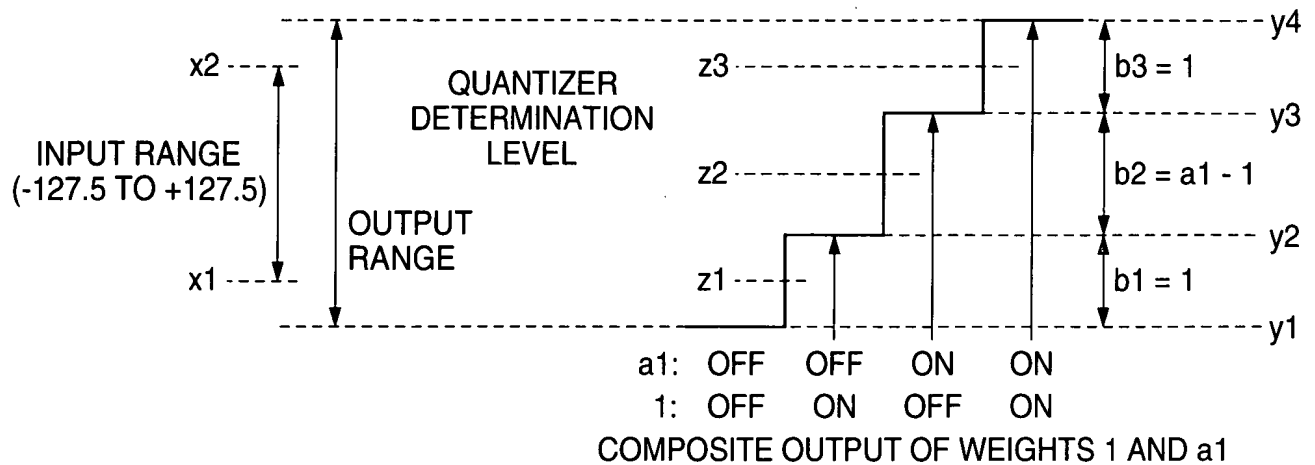 y4
x2
z3
b3 = 1
QUANTIZER
DETERMINATION
LEVEL
y3
INPUT RANGE
(-127.5 TO +127.5)
z2
b2 = a1 - 1
OUTPUT
RANGE
y2
x1
z1
b1 = 1
y1
a1: OFF OFF ON ON
1: OFF ON OFF ON
COMPOSITE OUTPUT OF WEIGHTS 1 AND a1